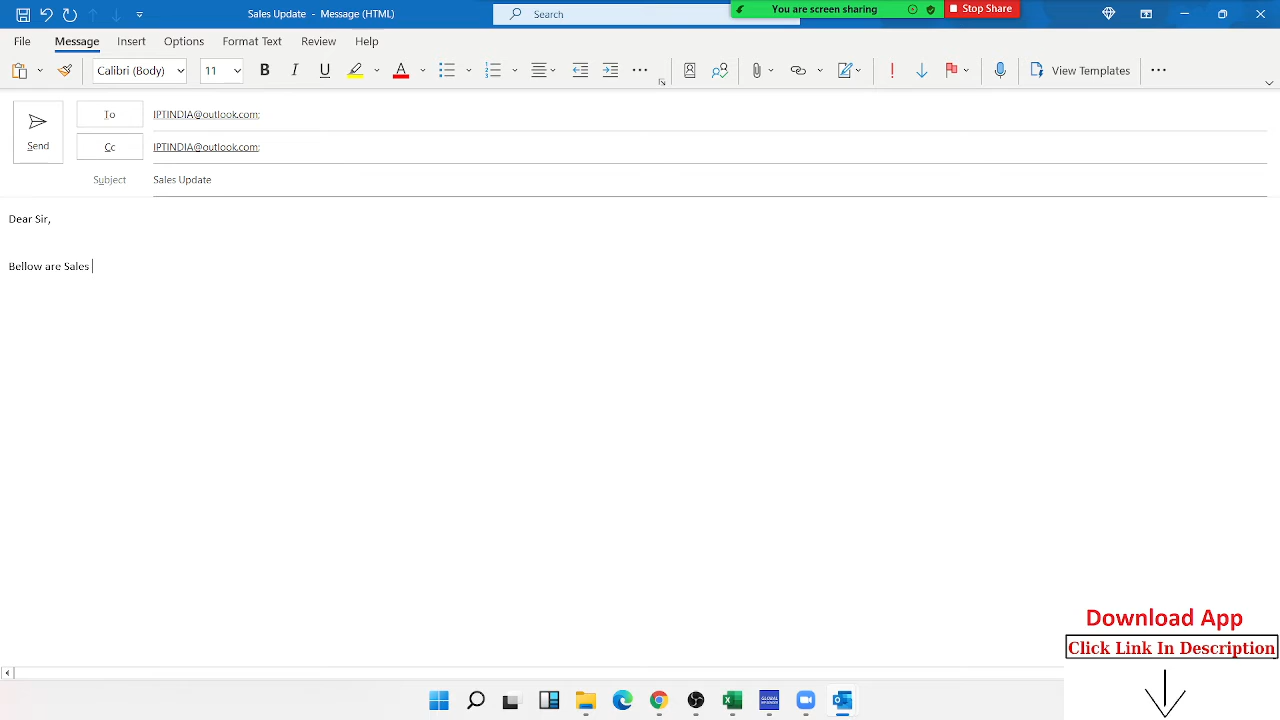 Sales Update - Message (HTML)
Search
You are screen sharing
Stop Share
File
Message
Insert
Options
Format Text
Review
Help
Calibri (Body)
11
B
I
U
A
View Templates
Send
To
IPTINDIA@outlook.com;
Cc
IPTINDIA@outlook.com;
Subject
Sales Update
Dear Sir,
Bellow are Sales
Download App
Click Link In Description